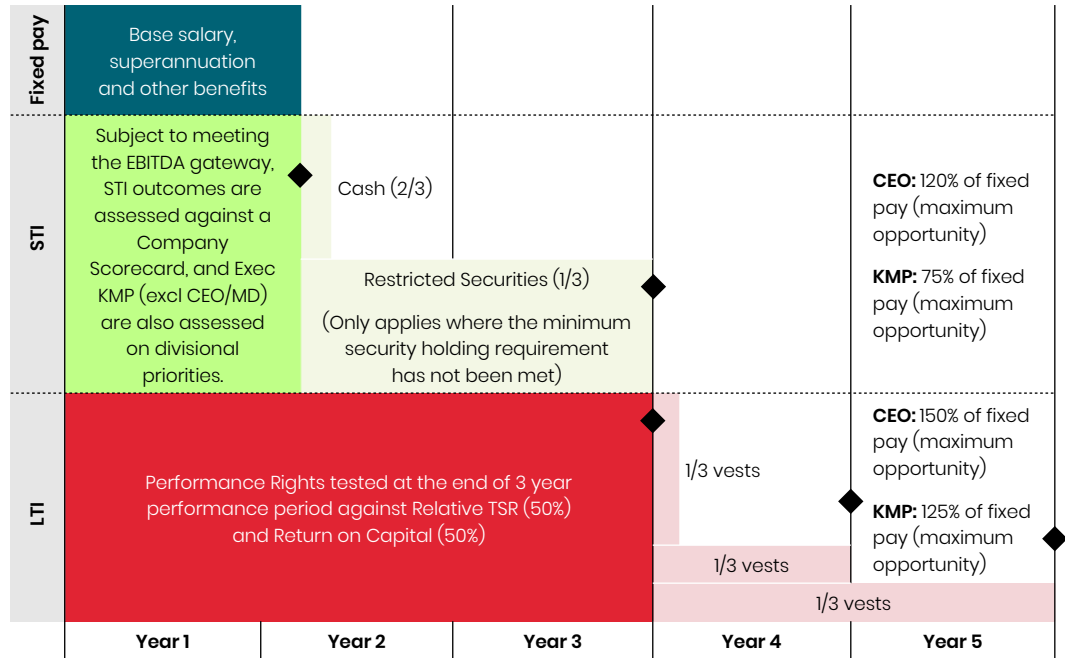 Fixed pay
Base salary,
superannuation
and other benefits
STI
Subject to meeting
the EBITDA gateway,
STI outcomes are
assessed against a
Company
Scorecard, and Exec
KMP (excl CEO/MD)
are also assessed
on divisional
priorities.
Cash (2/3)
Restricted Securities (1/3)
(Only applies where the minimum
security holding requirement
has not been met)
CEO: 120% of fixed
pay (maximum
opportunity)
KMP: 75% of fixed
pay (maximum
opportunity)
LTI
Performance Rights tested at the end of 3 year
performance period against Relative TSR (50%)
and Return on Capital (50%)
1/3 vests
1/3 vests
1/3 vests
CEO: 150% of fixed
pay (maximum
opportunity)
KMP: 125% of fixed
pay (maximum
opportunity)
Year 1
Year 2
Year 3
Year 4
Year 5